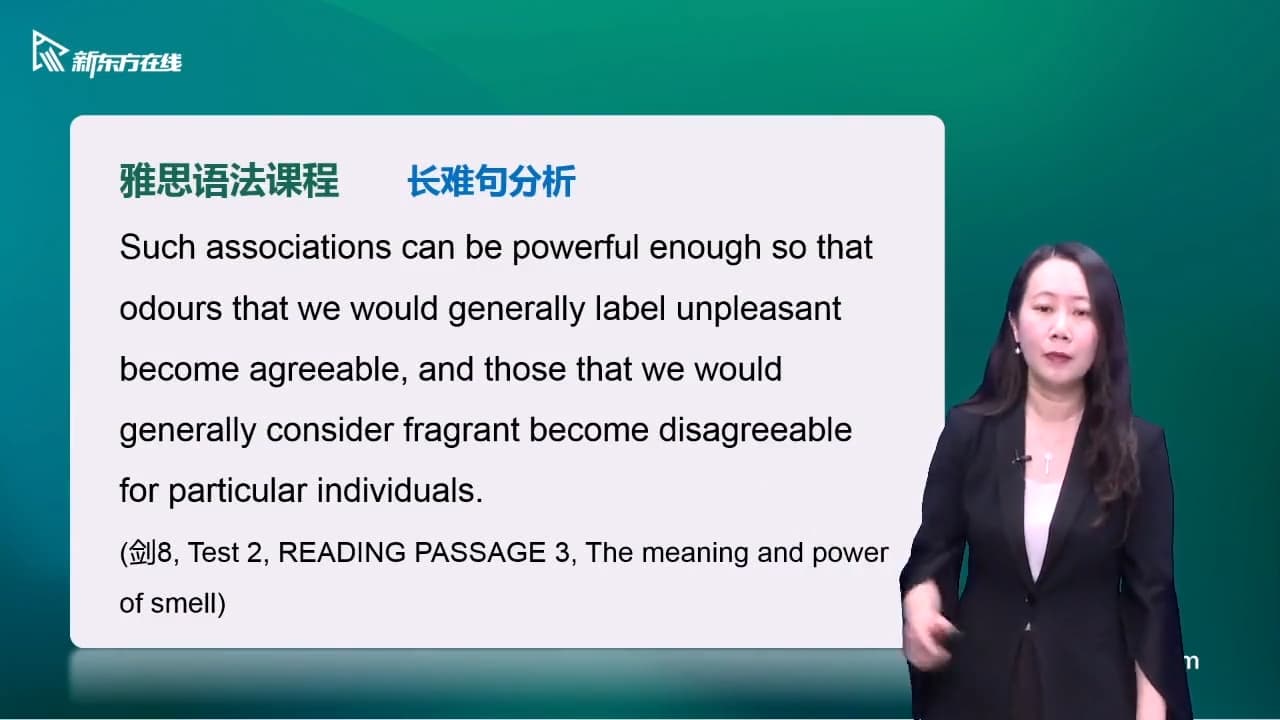 新东方在线
雅思语法课程 长难句分析
Such associations can be powerful enough so that
odours that we would generally label unpleasant
become agreeable, and those that we would
generally consider fragrant become disagreeable
for particular individuals.
(剑8, Test 2, READING PASSAGE 3, The meaning and power
of smell)
m